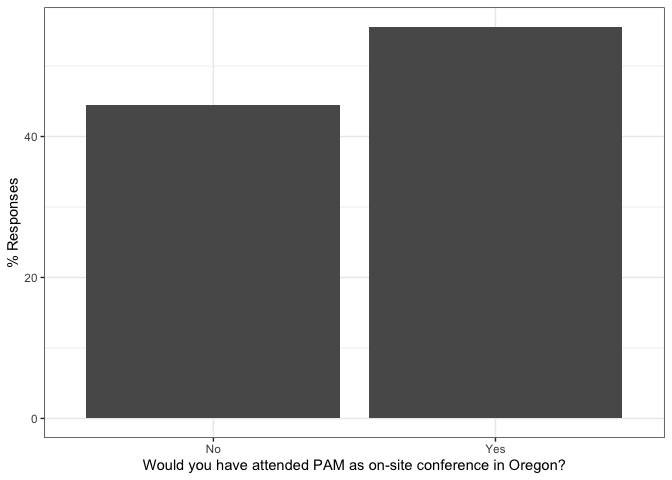 % Responses
40
20
0
No Yes
Would you have attended PAM as on-site conference in Oregon?